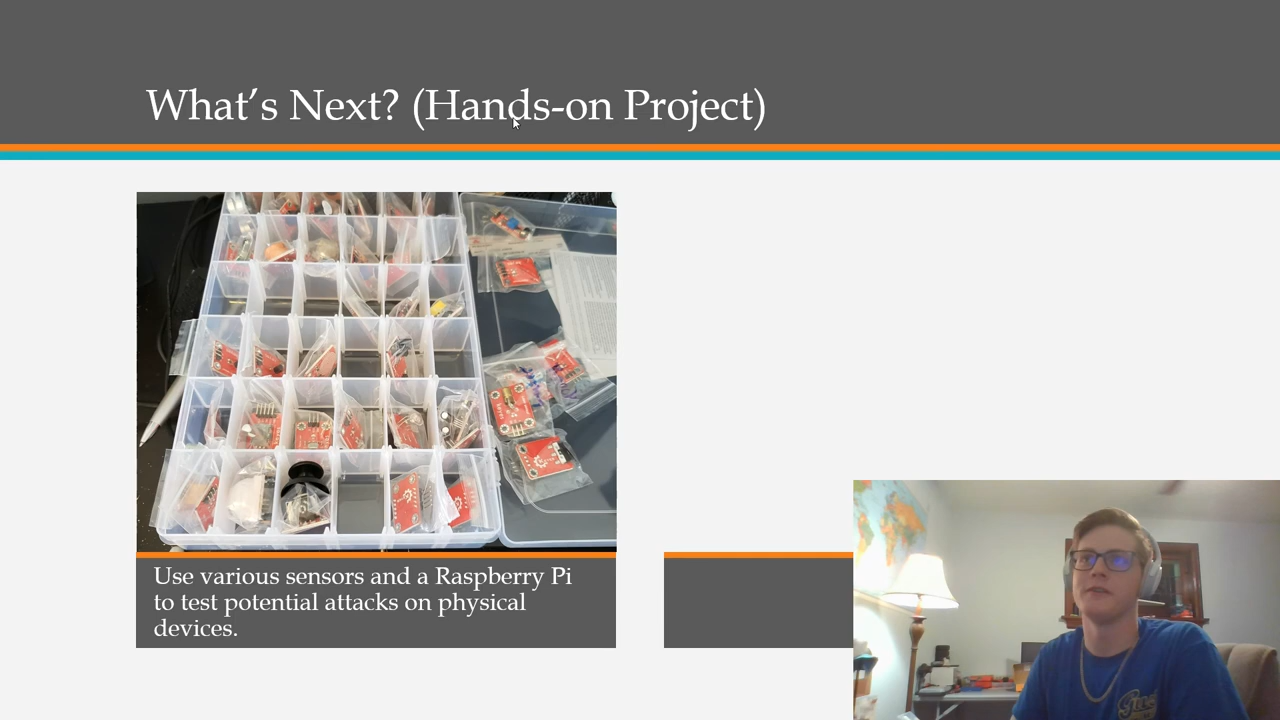 What's Next? (Hands-on Project)
Use various sensors and a Raspberry Pi
to test potential attacks on physical
devices.